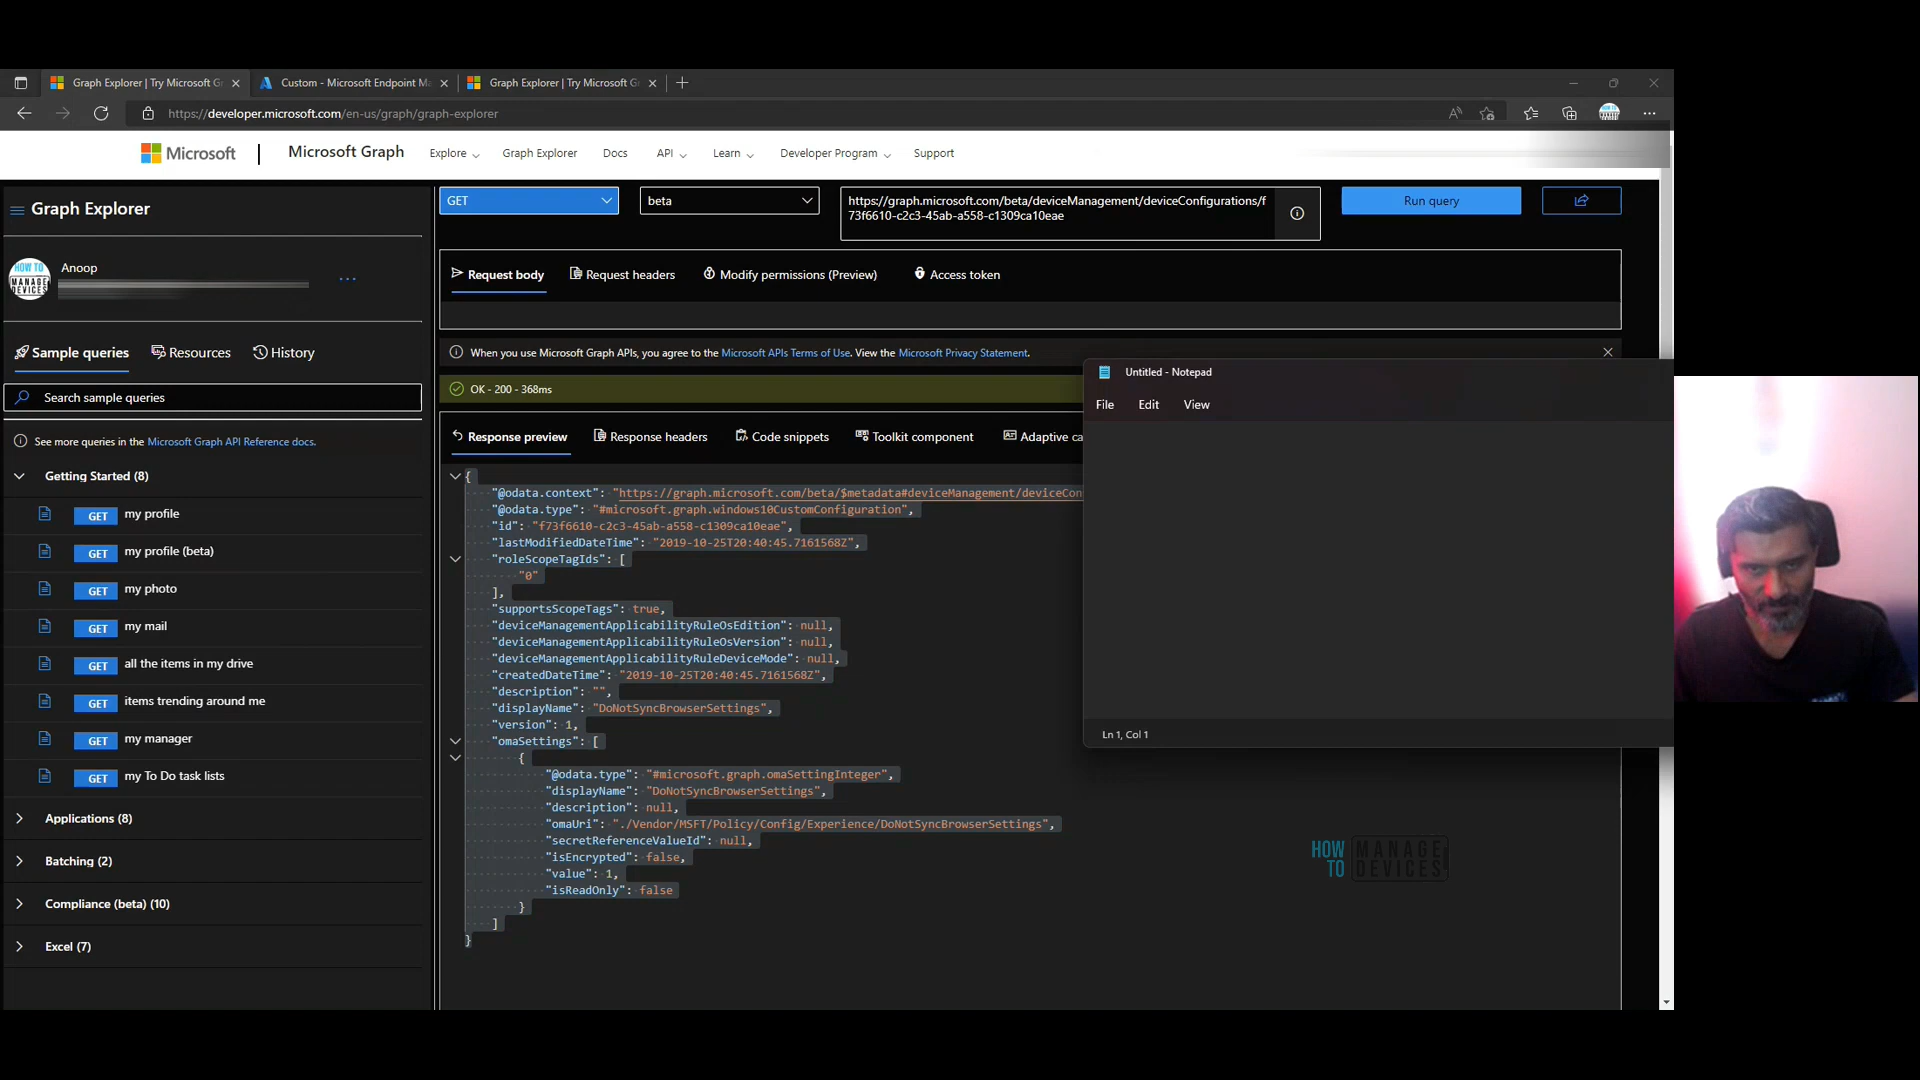 Graph Explorer | Try Microsoft G
Custom - Microsoft Endpoint Ma
Graph Explorer | Try Microsoft G
https://developer.microsoft.com/en-us/graph/graph-explorer
Microsoft
Microsoft Graph
Explore
Graph Explorer
Docs
API
Learn
Developer Program
Support
Graph Explorer
HOW TO
MANAGE
DEVICES
Anoop
Sample queries
Resources
History
Search sample queries
See more queries in the Microsoft Graph API Reference docs.
Getting Started (8)
GET my profile
GET my profile (beta)
GET my photo
GET my mail
GET all the items in my drive
GET items trending around me
GET my manager
GET my To Do task lists
Applications (8)
Batching (2)
Compliance (beta) (10)
Excel (7)
GET
beta
https://graph.microsoft.com/beta/deviceManagement/deviceConfigurations/f
73f6610-c2c3-45ab-a558-c1309ca10eae
Run query
Request body
Request headers
Modify permissions (Preview)
Access token
When you use Microsoft Graph APIs, you agree to the Microsoft APIs Terms of Use. View the Microsoft Privacy Statement.
OK - 200 - 368ms
Response preview
Response headers
Code snippets
Toolkit component
Adaptive ca
{
"@odata.context": "https://graph.microsoft.com/beta/$metadata#deviceManagement/deviceCon
"@odata.type": "#microsoft.graph.windows10CustomConfiguration",
"id": "f73f6610-c2c3-45ab-a558-c1309ca10eae",
"lastModifiedDateTime": "2019-10-25T20:40:45.7161568Z",
"roleScopeTagIds": [
"0"
],
"supportsScopeTags": true,
"deviceManagementApplicabilityRuleOsEdition": null,
"deviceManagementApplicabilityRuleOsVersion": null,
"deviceManagementApplicabilityRuleDeviceMode": null,
"createdDateTime": "2019-10-25T20:40:45.7161568Z",
"description": "",
"displayName": "DoNotSyncBrowserSettings",
"version": 1,
"omaSettings": [
{
"@odata.type": "#microsoft.graph.omaSettingInteger",
"displayName": "DoNotSyncBrowserSettings",
"description": null,
"omaUri": "./Vendor/MSFT/Policy/Config/Experience/DoNotSyncBrowserSettings",
"secretReferenceValueId": null,
"isEncrypted": false,
"value": 1,
"isReadOnly": false
}
]
}
Untitled - Notepad
File
Edit
View
Ln 1, Col 1
HOW TO MANAGE DEVICES